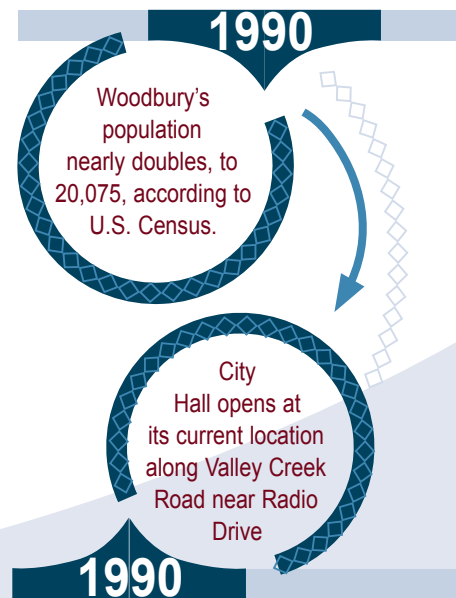 1990
Woodbury's
population
nearly doubles, to
20,075, according to
U.S. Census.
City
Hall opens at
its current location
along Valley Creek
Road near Radio
Drive
1990